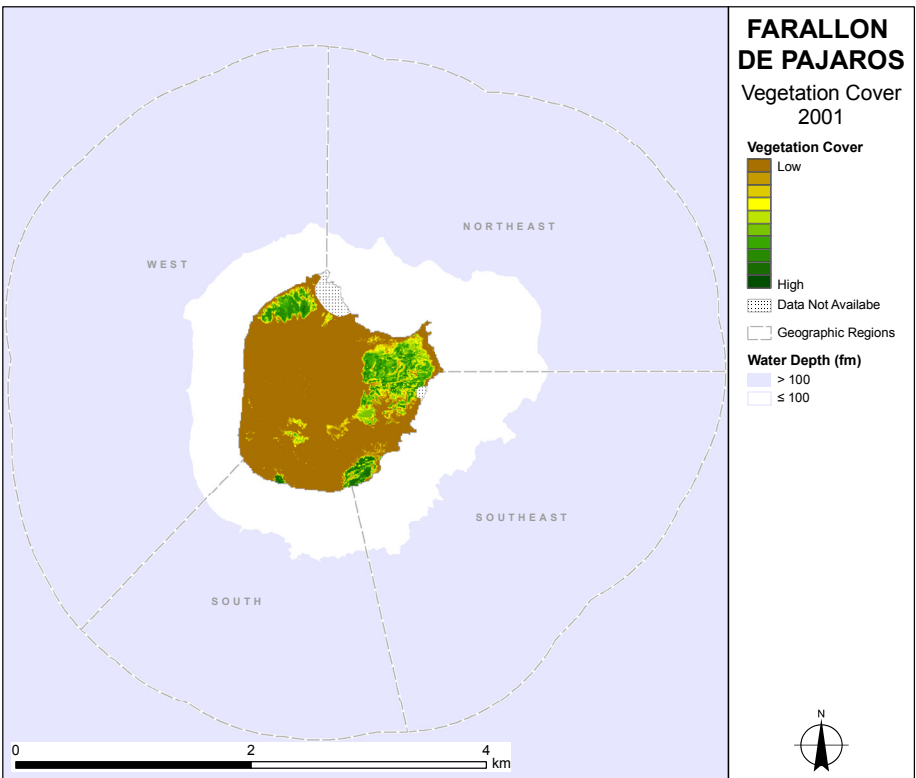 FARALLON
DE PAJAROS
Vegetation Cover
2001
Vegetation Cover
Low
High
Data Not Availabe
Geographic Regions
Water Depth (fm)
> 100
≤ 100
NORTHEAST
WEST
SOUTHEAST
SOUTH
0 2 4
km
N